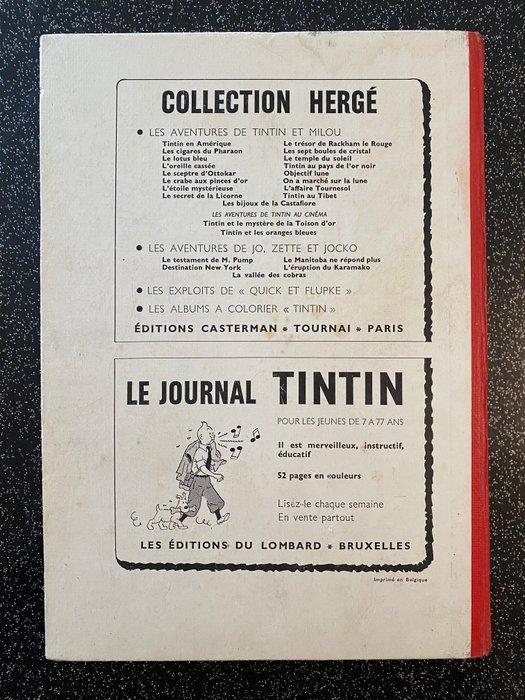 COLLECTION HERGÉ
● LES AVENTURES DE TINTIN ET MILOU
Tintin en Amérique
Les cigares du Pharaon
Le lotus bleu
L'oreille cassée
Le sceptre d'Ottokar
Le crabe aux pinces d'or
L'étoile mystérieuse
Le secret de la Licorne
Le trésor de Rackham le Rouge
Les sept boules de cristal
Le temple du soleil
Tintin au pays de l'or noir
Objectif lune
On a marché sur la lune
L'affaire Tournesol
Tintin au Tibet
Les bijoux de la Castafiore
LES AVENTURES DE TINTIN AU CINÉMA
Tintin et le mystère de la Toison d'or
Tintin et les oranges bleues
● LES AVENTURES DE JO, ZETTE ET JOCKO
Le testament de M. Pump
Destination New York
Le Manitoba ne répond plus
L'éruption du Karamako
La vallée des cobras
● LES EXPLOITS DE « QUICK ET FLUPKE »
● LES ALBUMS A COLORIER « TINTIN »
ÉDITIONS CASTERMAN * TOURNAI * PARIS
LE JOURNAL TINTIN
POUR LES JEUNES DE 7 A 77 ANS
Il est merveilleux, instructif,
éducatif
52 pages en couleurs
Lisez-le chaque semaine
En vente partout
LES ÉDITIONS DU LOMBARD * BRUXELLES
Imprimé en Belgique